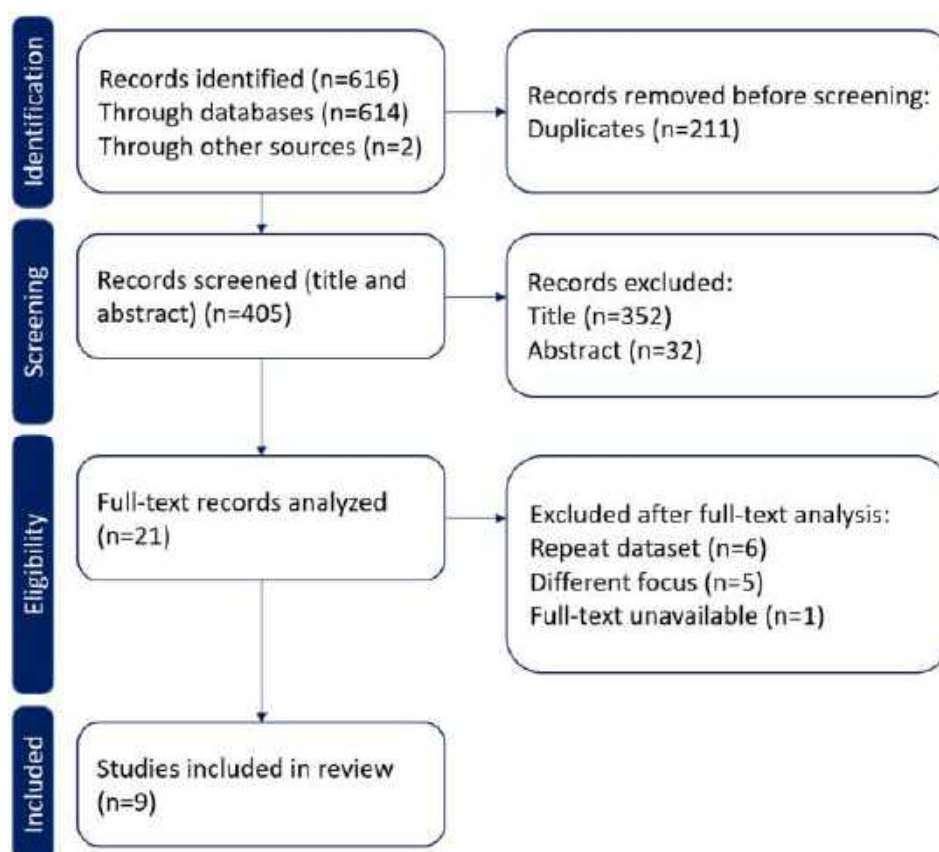 Identification
Records identified (n=616)
Through databases (n=614)
Through other sources (n=2)
Records removed before screening:
Duplicates (n=211)
Screening
Records screened (title and
abstract) (n=405)
Records excluded:
Title (n=352)
Abstract (n=32)
Eligibility
Full-text records analyzed
(n=21)
Excluded after full-text analysis:
Repeat dataset (n=6)
Different focus (n=5)
Full-text unavailable (n=1)
Included
Studies included in review
(n=9)